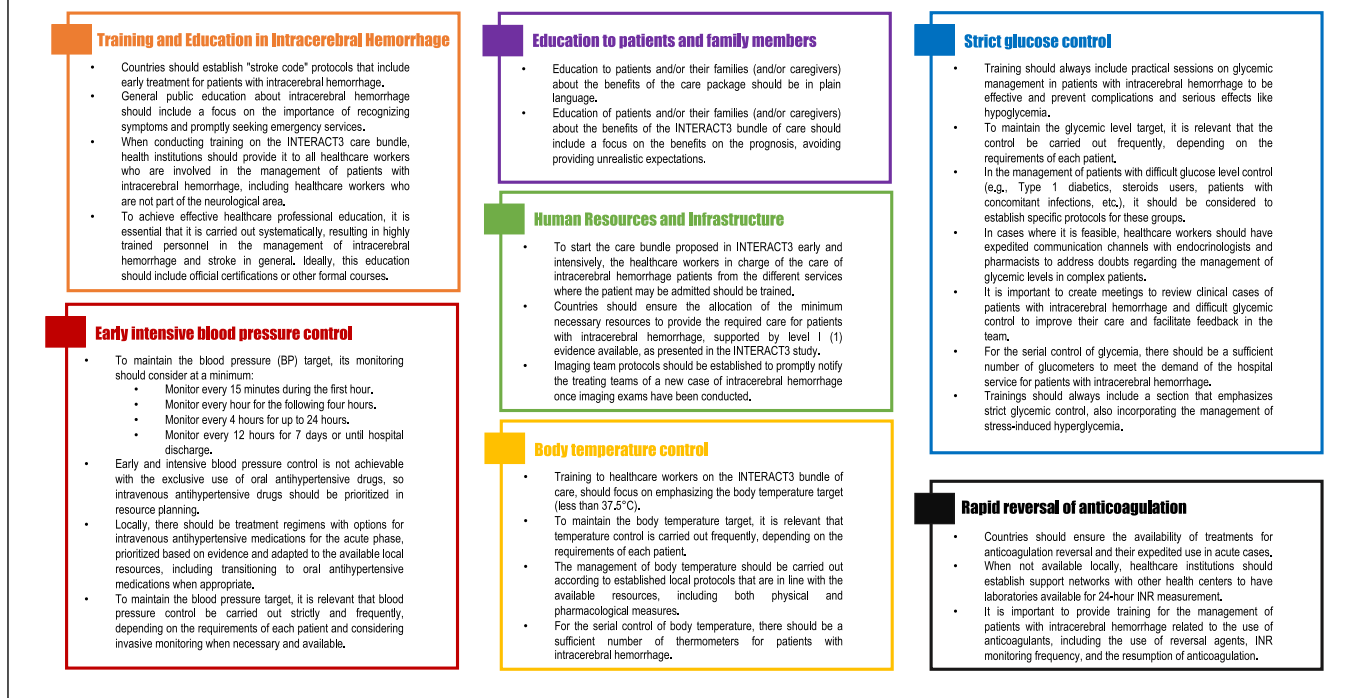 Training and Education in Intracerebral Hemorrhage
• Countries should establish "stroke code" protocols that include
early treatment for patients with intracerebral hemorrhage.
• General public education about intracerebral hemorrhage
should include a focus on the importance of recognizing
symptoms and promptly seeking emergency services.
• When conducting training on the INTERACT3 care bundle,
health institutions should provide it to all healthcare workers
who are involved in the management of patients with
intracerebral hemorrhage, including healthcare workers who
are not part of the neurological area.
• To achieve effective healthcare professional education, it is
essential that it is carried out systematically, resulting in highly
trained personnel in the management of intracerebral
hemorrhage and stroke in general. Ideally, this education
should include official certifications or other formal courses.
Early intensive blood pressure control
• To maintain the blood pressure (BP) target, its monitoring
should consider at a minimum:
• Monitor every 15 minutes during the first hour.
• Monitor every hour for the following four hours.
• Monitor every 4 hours for up to 24 hours.
• Monitor every 12 hours for 7 days or until hospital
discharge.
• Early and intensive blood pressure control is not achievable
with the exclusive use of oral antihypertensive drugs, so
intravenous antihypertensive drugs should be prioritized in
resource planning.
• Locally, there should be treatment regimens with options for
intravenous antihypertensive medications for the acute phase,
prioritized based on evidence and adapted to the available local
resources, including transitioning to oral antihypertensive
medications when appropriate.
• To maintain the blood pressure target, it is relevant that blood
pressure control be carried out strictly and frequently,
depending on the requirements of each patient and considering
invasive monitoring when necessary and available.
Education to patients and family members
• Education to patients and/or their families (and/or caregivers)
about the benefits of the care package should be in plain
language.
• Education of patients and/or their families (and/or caregivers)
about the benefits of the INTERACT3 bundle of care should
include a focus on the benefits on the prognosis, avoiding
providing unrealistic expectations.
Human Resources and Infrastructure
• To start the care bundle proposed in INTERACT3 early and
intensively, the healthcare workers in charge of the care of
intracerebral hemorrhage patients from the different services
where the patient may be admitted should be trained.
• Countries should ensure the allocation of the minimum
necessary resources to provide the required care for patients
with intracerebral hemorrhage, supported by level I (1)
evidence available, as presented in the INTERACT3 study.
• Imaging team protocols should be established to promptly notify
the treating teams of a new case of intracerebral hemorrhage
once imaging exams have been conducted.
Body temperature control
• Training to healthcare workers on the INTERACT3 bundle of
care, should focus on emphasizing the body temperature target
(less than 37.5°C).
• To maintain the body temperature target, it is relevant that
temperature control is carried out frequently, depending on the
requirements of each patient.
• The management of body temperature should be carried out
according to established local protocols that are in line with the
available resources, including both physical and
pharmacological measures.
• For the serial control of body temperature, there should be a
sufficient number of thermometers for patients with
intracerebral hemorrhage.
Strict glucose control
• Training should always include practical sessions on glycemic
management in patients with intracerebral hemorrhage to be
effective and prevent complications and serious effects like
hypoglycemia.
• To maintain the glycemic level target, it is relevant that the
control be carried out frequently, depending on the
requirements of each patient.
• In the management of patients with difficult glucose level control
(e.g., Type 1 diabetics, steroids users, patients with
concomitant infections, etc.), it should be considered to
establish specific protocols for these groups.
• In cases where it is feasible, healthcare workers should have
expedited communication channels with endocrinologists and
pharmacists to address doubts regarding the management of
glycemic levels in complex patients.
• It is important to create meetings to review clinical cases of
patients with intracerebral hemorrhage and difficult glycemic
control to improve their care and facilitate feedback in the
team.
• For the serial control of glycemia, there should be a sufficient
number of glucometers to meet the demand of the hospital
service for patients with intracerebral hemorrhage.
• Trainings should always include a section that emphasizes
strict glycemic control, also incorporating the management of
stress-induced hyperglycemia.
Rapid reversal of anticoagulation
• Countries should ensure the availability of treatments for
anticoagulation reversal and their expedited use in acute cases.
• When not available locally, healthcare institutions should
establish support networks with other health centers to have
laboratories available for 24-hour INR measurement.
• It is important to provide training for the management of
patients with intracerebral hemorrhage related to the use of
anticoagulants, including the use of reversal agents, INR
monitoring frequency, and the resumption of anticoagulation.